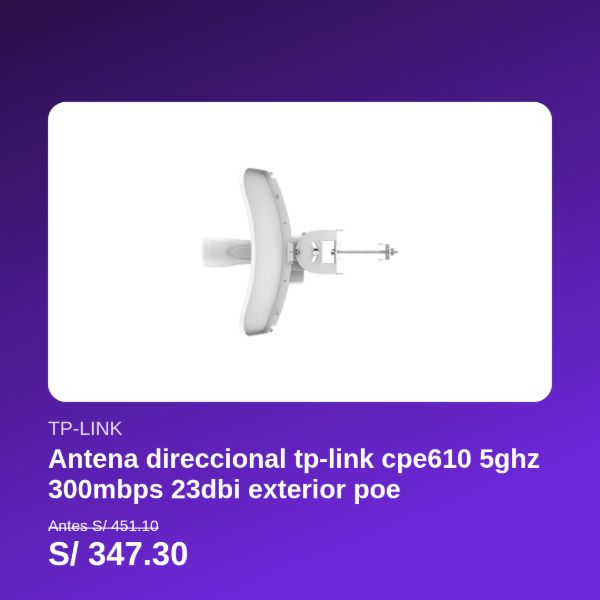 TP-LINK
Antena direccional tp-link cpe610 5ghz
300mbps 23dbi exterior poe
Antes S/ 451.10
S/ 347.30